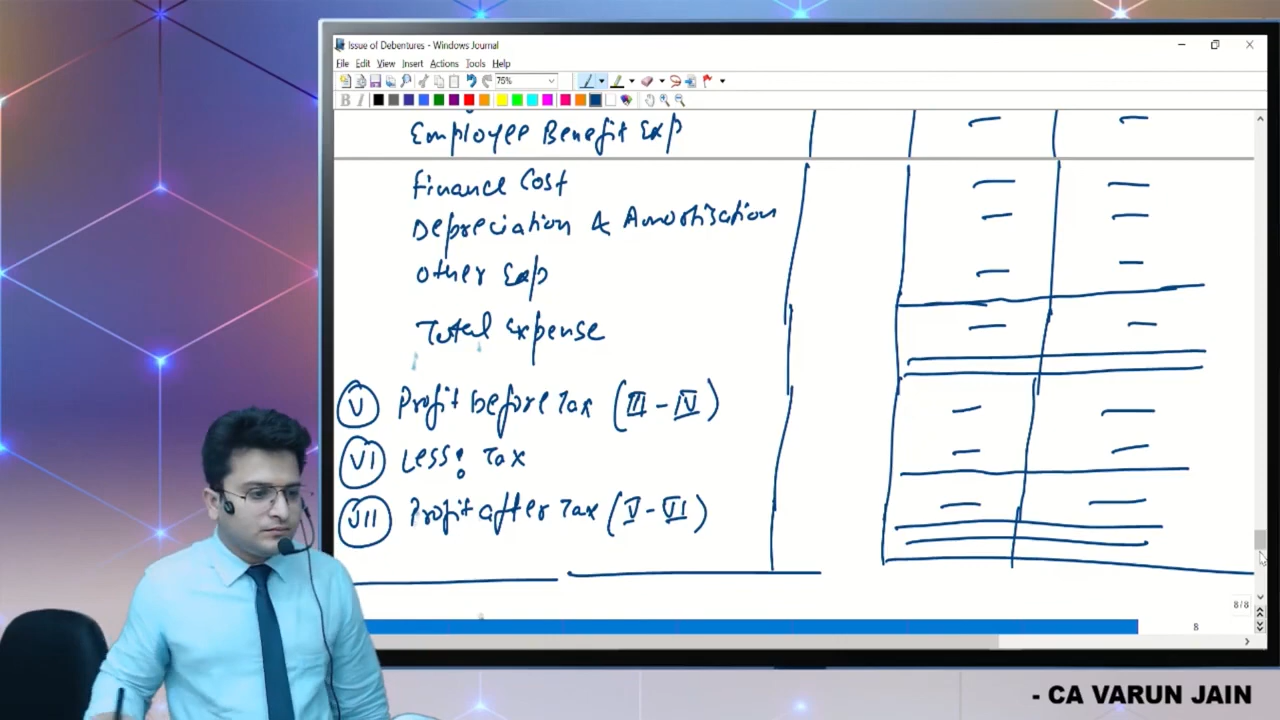 Issue of Debentures - Windows Journal
File Edit View Insert Actions Tools Help
75%
B I
Employee Benefit Exp
Finance Cost
Depreciation & Amortisation
Other Exp
Total Expense
V Profit before Tax (III - IV)
VI Less: Tax
VII Profit after Tax (V - VI)
8/8
8
- CA VARUN JAIN